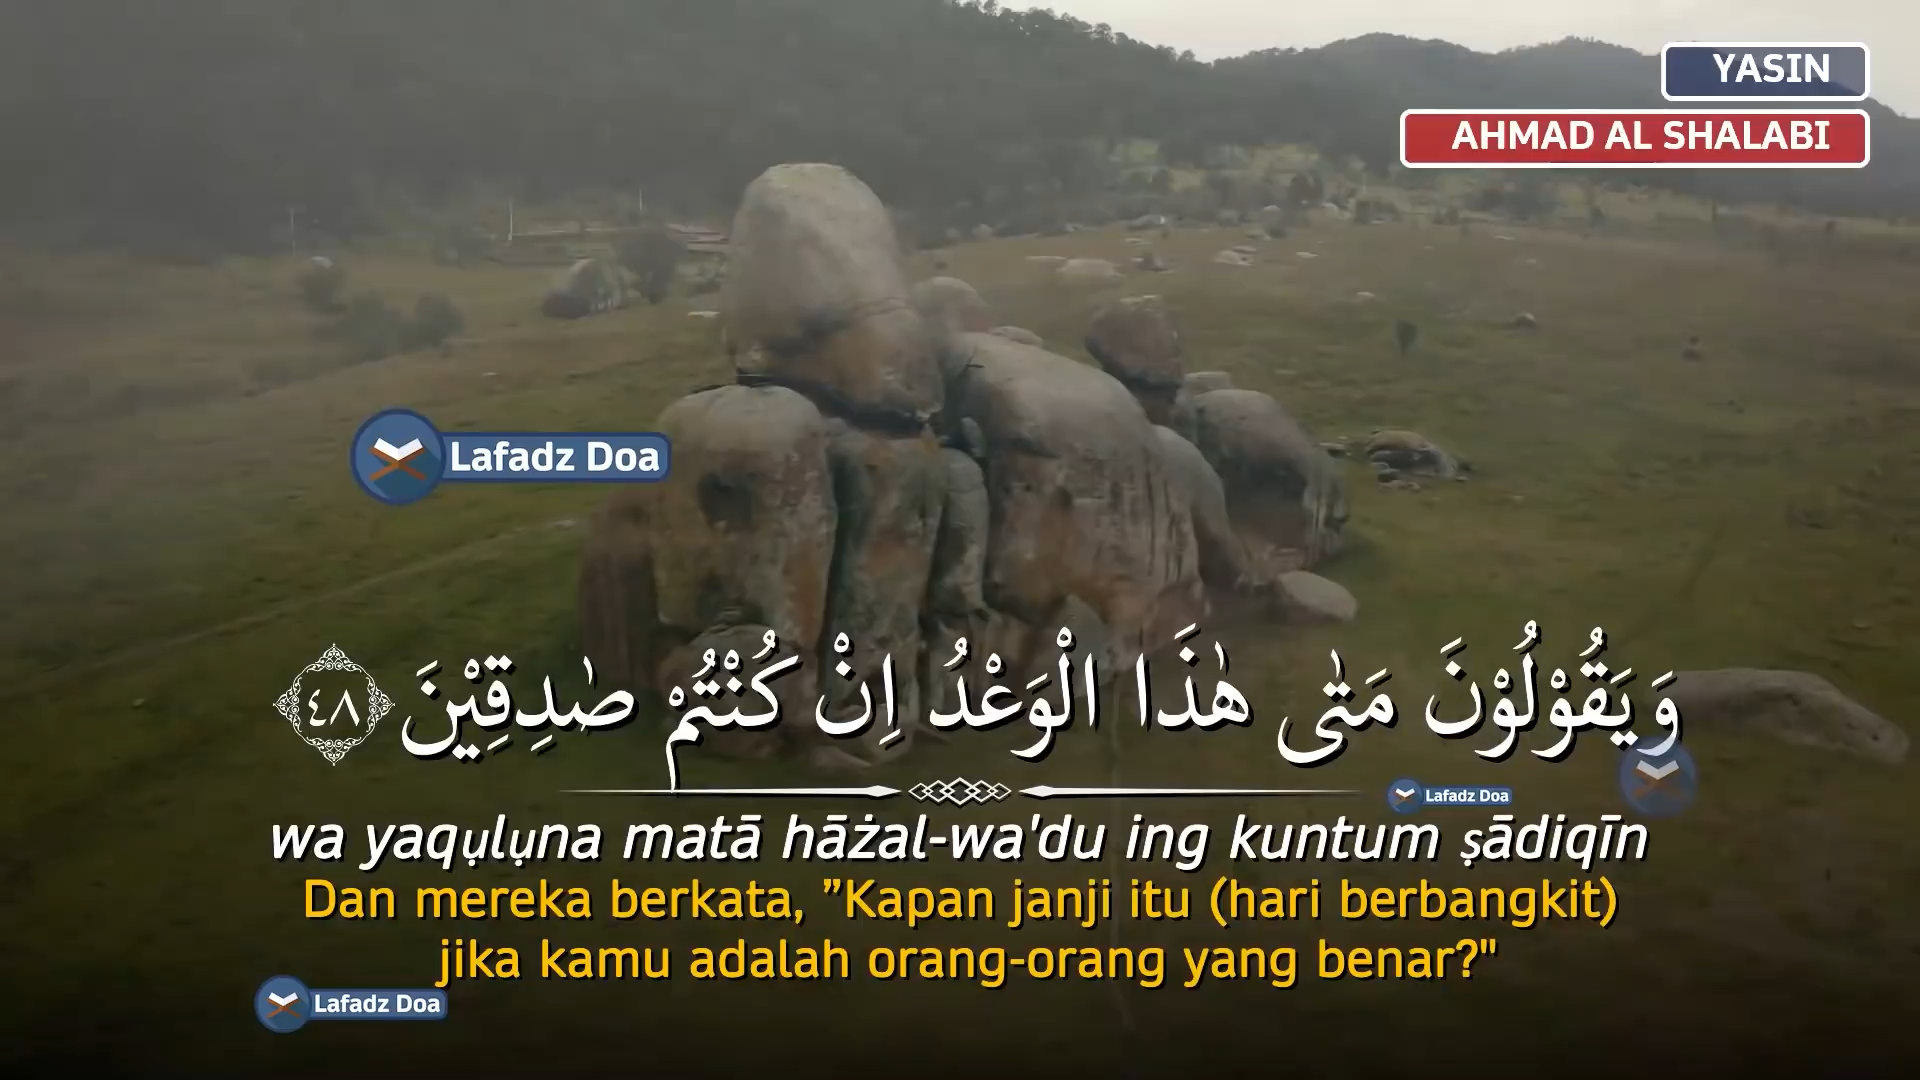 YASIN
AHMAD AL SHALABI
Lafadz Doa
وَيَقُوْلُوْنَ مَتٰى هٰذَا الْوَعْدُ اِنْ كُنْتُمْ صٰدِقِيْنَ ٤٨
Lafadz Doa
wa yaqụlụna matā hāżal-wa'du ing kuntum ṣādiqīn
Dan mereka berkata, ”Kapan janji itu (hari berbangkit)
jika kamu adalah orang-orang yang benar?"
Lafadz Doa